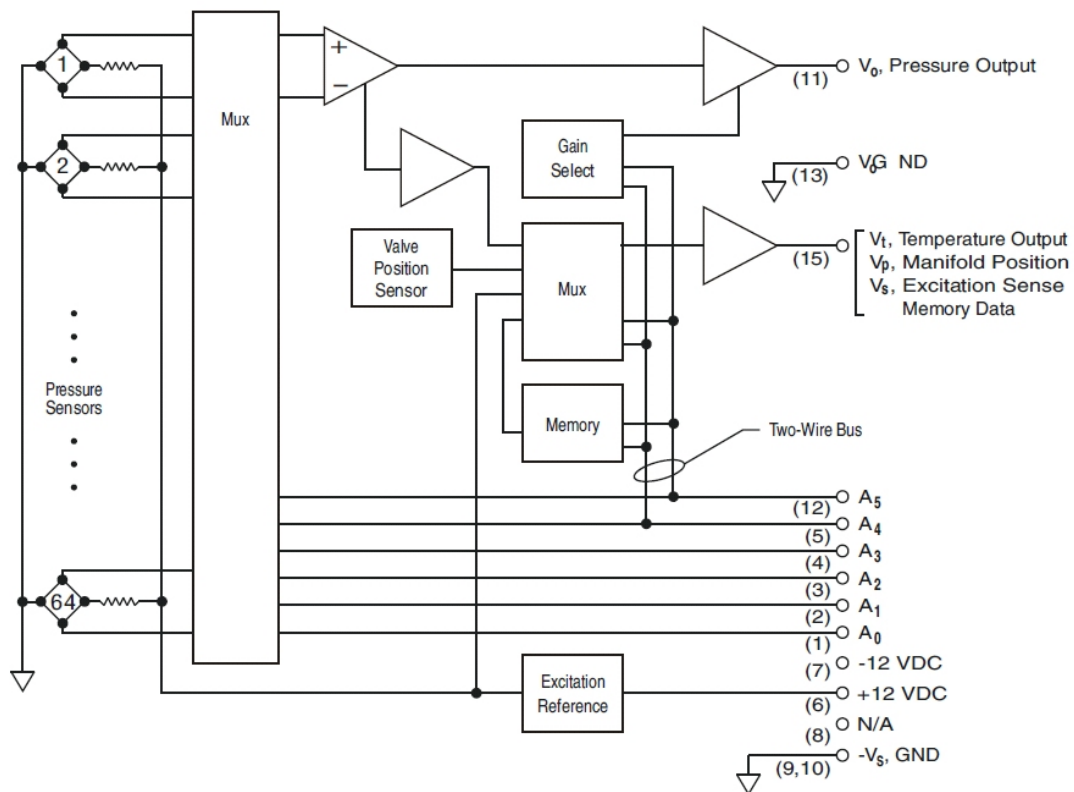 1
Mux
+
−
(11)
V₀, Pressure Output
2
Gain
Select
(13)
V₀G ND
Valve
Position
Sensor
Mux
(15)
Vₜ, Temperature Output
Vₚ, Manifold Position
Vₛ, Excitation Sense
Memory Data
Pressure
Sensors
Memory
Two-Wire Bus
(12)
A₅
(5)
A₄
(4)
A₃
(3)
A₂
(2)
A₁
64
(1)
A₀
(7)
-12 VDC
Excitation
Reference
(6)
+12 VDC
(8)
N/A
(9,10)
-Vₛ, GND